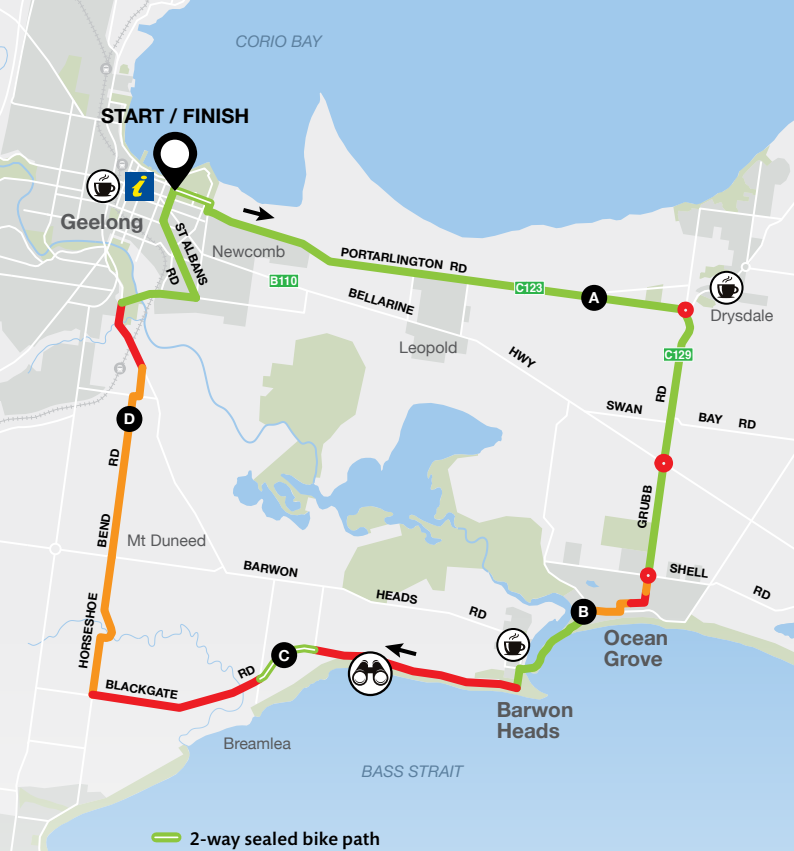 CORIO BAY
START / FINISH
i
Geelong
ST ALBANS
RD
Newcomb
PORTARLINGTON RD
B110
C123
A
BELLARINE
HWY
Leopold
Drysdale
C129
RD
SWAN
BAY RD
D
RD
BEND
HORSESHOE
GRUBB
Mt Duneed
BARWON
HEADS
RD
SHELL
RD
B
Ocean
Grove
C
RD
BLACKGATE
Barwon
Heads
Breamlea
BASS STRAIT
2-way sealed bike path